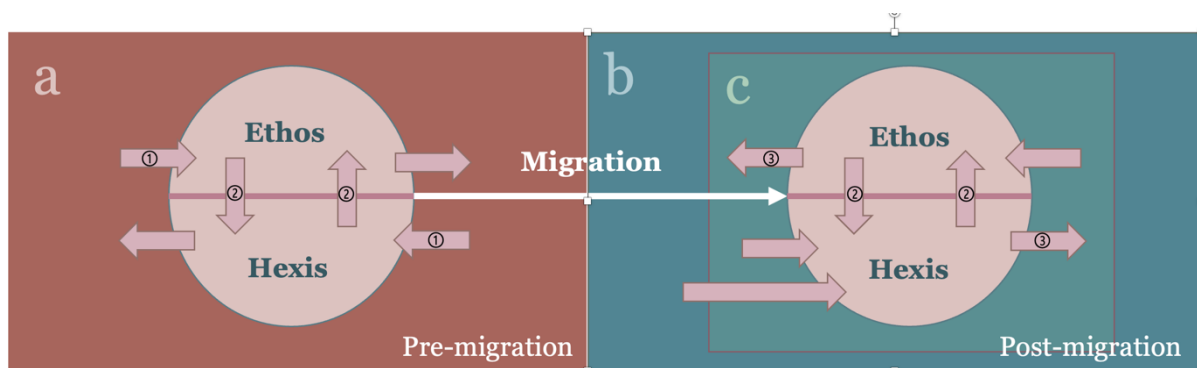 a
Ethos
①
②
②
Hexis
①
Pre-migration
Migration
b
c
Ethos
③
②
②
③
Hexis
Post-migration